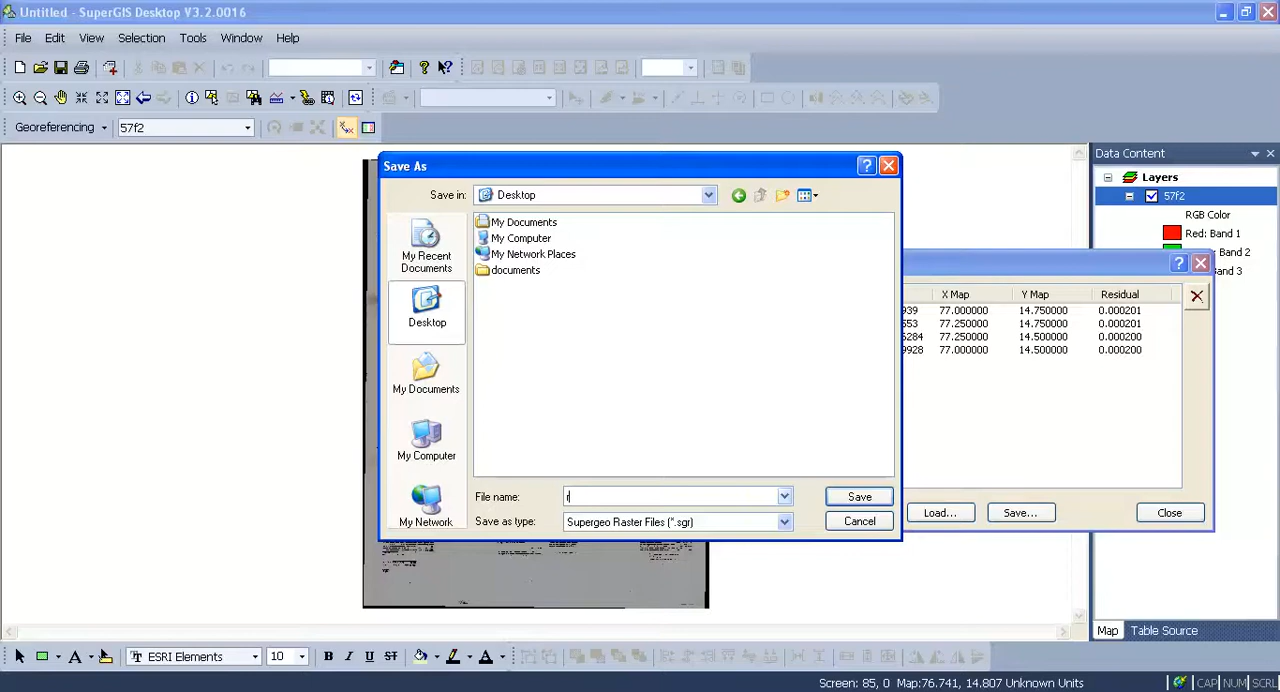 Untitled - SuperGIS Desktop V3.2.0016
File Edit View Selection Tools Window Help
Georeferencing 57f2
Save As
Save in: Desktop
My Recent Documents
Desktop
My Documents
My Computer
My Network
My Documents
My Computer
My Network Places
documents
File name: r
Save
Save as type: Supergeo Raster Files (*.sgr)
Cancel
X Map Y Map Residual
939 77.000000 14.750000 0.000201
553 77.250000 14.750000 0.000201
5284 77.250000 14.500000 0.000200
9928 77.000000 14.500000 0.000200
Load... Save... Close
Data Content
Layers
57f2
RGB Color
Red: Band 1
Band 2
Band 3
Map Table Source
ESRI Elements 10 B I U ST
Screen: 85, 0 Map:76.741, 14.807 Unknown Units CAP NUM SCRL